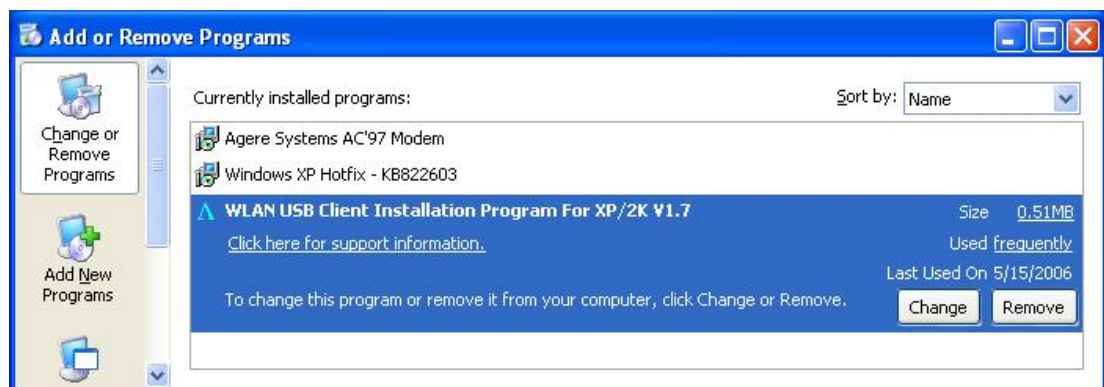 Add or Remove Programs
Change or
Remove
Programs
Add New
Programs
Currently installed programs:
Sort by: Name
Agere Systems AC'97 Modem
Windows XP Hotfix - KB822603
WLAN USB Client Installation Program For XP/2K V1.7
Size 0.51MB
Click here for support information.
Used frequently
Last Used On 5/15/2006
To change this program or remove it from your computer, click Change or Remove.
Change Remove